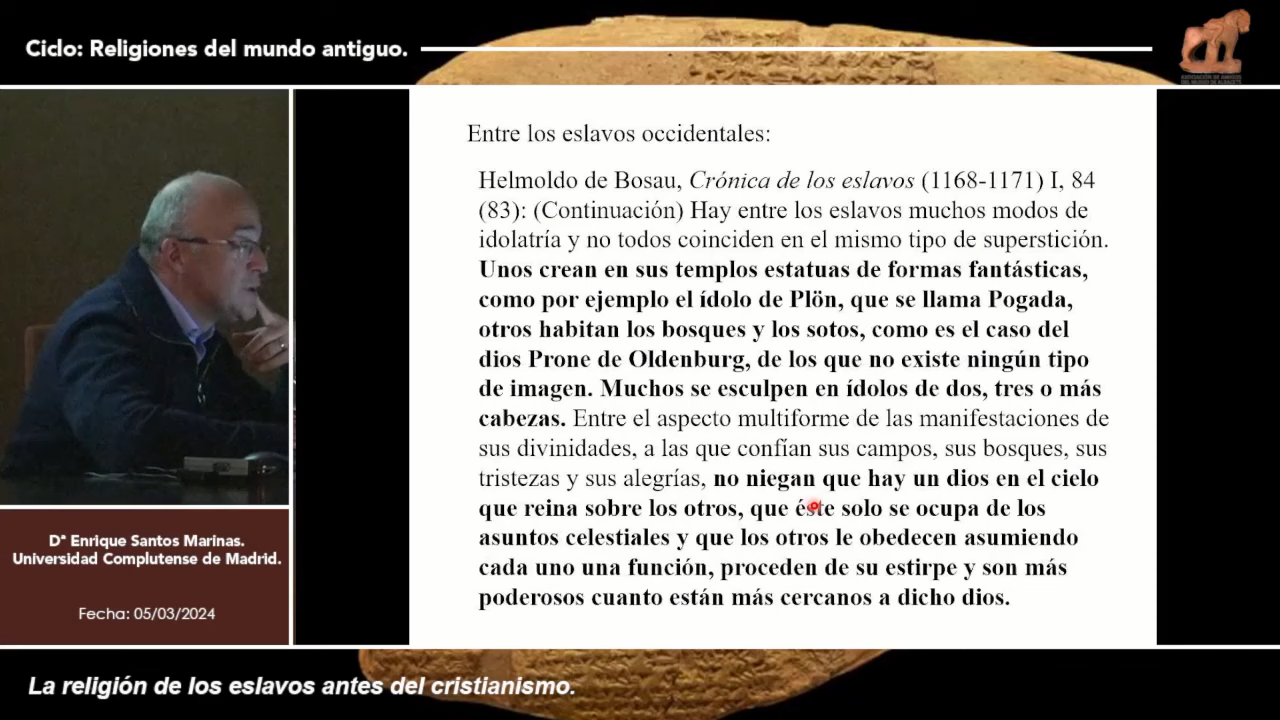 Ciclo: Religiones del mundo antiguo.
ASOCIACIÓN DE AMIGOS
DEL MUSEO DE ALBACETE
Entre los eslavos occidentales:
Helmoldo de Bosau, Crónica de los eslavos (1168-1171) I, 84
(83): (Continuación) Hay entre los eslavos muchos modos de
idolatría y no todos coinciden en el mismo tipo de superstición.
Unos crean en sus templos estatuas de formas fantásticas,
como por ejemplo el ídolo de Plön, que se llama Pogada,
otros habitan los bosques y los sotos, como es el caso del
dios Prone de Oldenburg, de los que no existe ningún tipo
de imagen. Muchos se esculpen en ídolos de dos, tres o más
cabezas. Entre el aspecto multiforme de las manifestaciones de
sus divinidades, a las que confían sus campos, sus bosques, sus
tristezas y sus alegrías, no niegan que hay un dios en el cielo
que reina sobre los otros, que éste solo se ocupa de los
asuntos celestiales y que los otros le obedecen asumiendo
cada uno una función, proceden de su estirpe y son más
poderosos cuanto están más cercanos a dicho dios.
Dª Enrique Santos Marinas.
Universidad Complutense de Madrid.
Fecha: 05/03/2024
La religión de los eslavos antes del cristianismo.